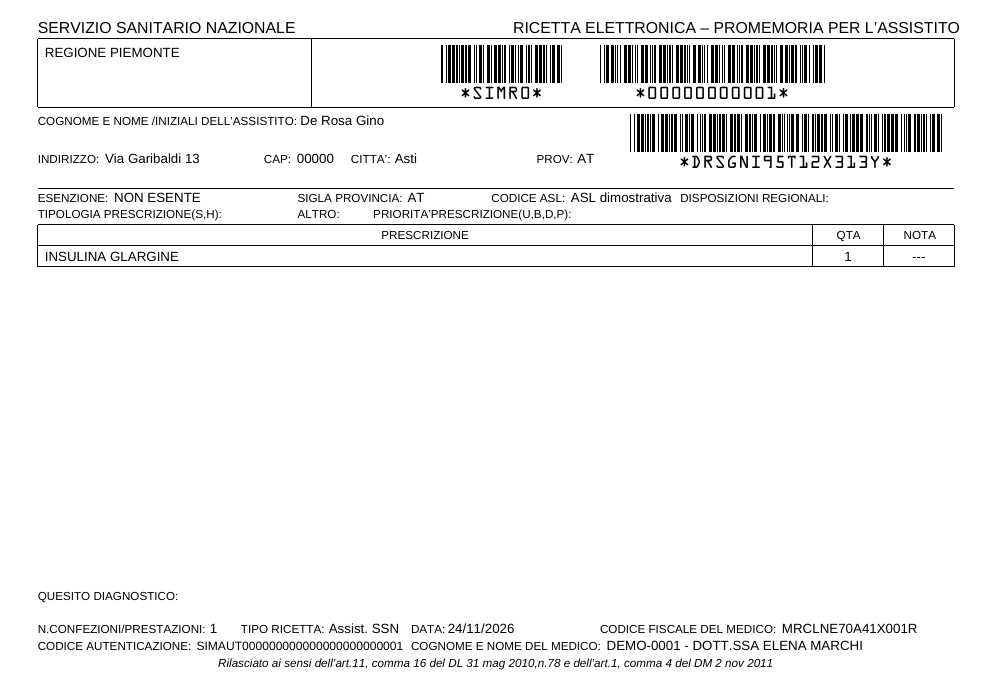 SERVIZIO SANITARIO NAZIONALE RICETTA ELETTRONICA – PROMEMORIA PER L'ASSISTITO
REGIONE PIEMONTE
*SIMRO* *00000000001*
COGNOME E NOME /INIZIALI DELL'ASSISTITO: De Rosa Gino
*DRSGNI95T12X313Y*
INDIRIZZO: Via Garibaldi 13 CAP: 00000 CITTA': Asti PROV: AT
ESENZIONE: NON ESENTE SIGLA PROVINCIA: AT CODICE ASL: ASL dimostrativa DISPOSIZIONI REGIONALI:
TIPOLOGIA PRESCRIZIONE(S,H): ALTRO: PRIORITA'PRESCRIZIONE(U,B,D,P):
PRESCRIZIONE QTA NOTA
INSULINA GLARGINE 1 ---
QUESITO DIAGNOSTICO:
N.CONFEZIONI/PRESTAZIONI: 1 TIPO RICETTA: Assist. SSN DATA: 24/11/2026 CODICE FISCALE DEL MEDICO: MRCLNE70A41X001R
CODICE AUTENTICAZIONE: SIMAUT000000000000000000000001 COGNOME E NOME DEL MEDICO: DEMO-0001 - DOTT.SSA ELENA MARCHI
Rilasciato ai sensi dell'art.11, comma 16 del DL 31 mag 2010,n.78 e dell'art.1, comma 4 del DM 2 nov 2011